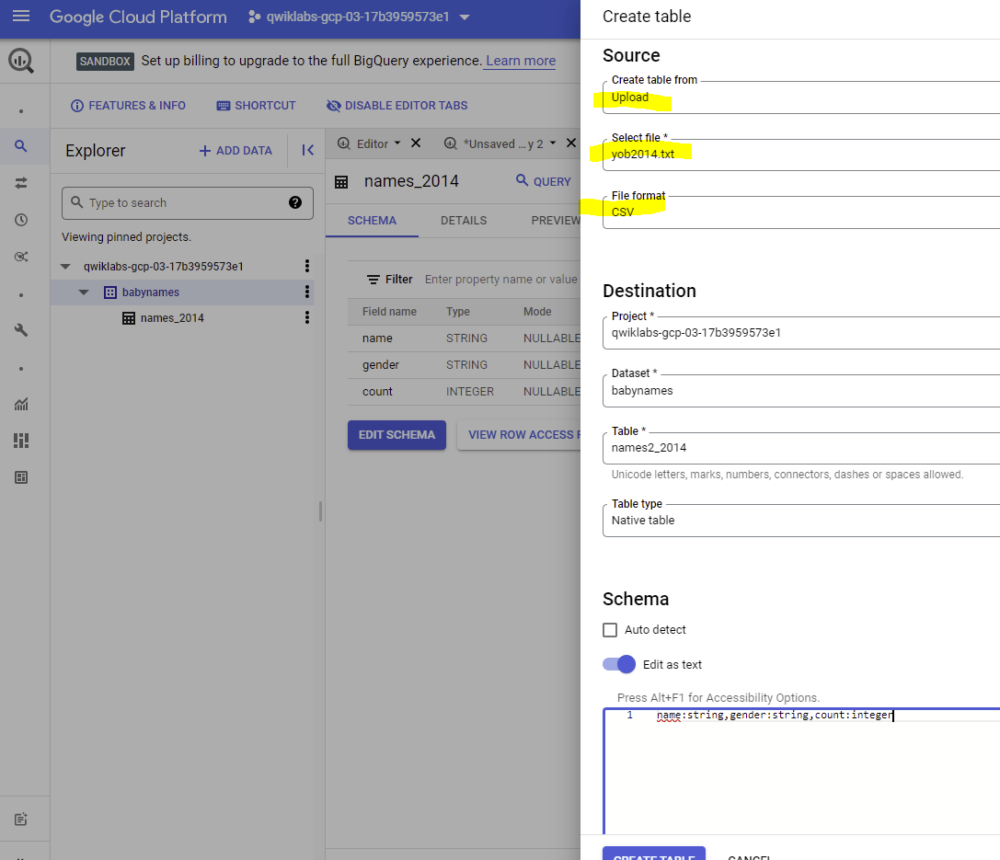 Google Cloud Platform
qwiklabs-gcp-03-17b3959573e1
SANDBOX Set up billing to upgrade to the full BigQuery experience. Learn more
FEATURES & INFO
SHORTCUT
DISABLE EDITOR TABS
Explorer
+ ADD DATA
Type to search
Viewing pinned projects.
qwiklabs-gcp-03-17b3959573e1
babynames
names_2014
Editor
*Unsaved ...y 2
names_2014
QUERY
SCHEMA
DETAILS
PREVIEW
Filter Enter property name or value
Field name Type Mode
name STRING NULLABLE
gender STRING NULLABLE
count INTEGER NULLABLE
EDIT SCHEMA
VIEW ROW ACCESS
Create table
Source
Create table from
Upload
Select file *
yob2014.txt
File format
CSV
Destination
Project *
qwiklabs-gcp-03-17b3959573e1
Dataset *
babynames
Table *
names2_2014
Unicode letters, marks, numbers, connectors, dashes or spaces allowed.
Table type
Native table
Schema
Auto detect
Edit as text
Press Alt+F1 for Accessibility Options.
1 name:string,gender:string,count:integer
CREATE TABLE
CANCEL